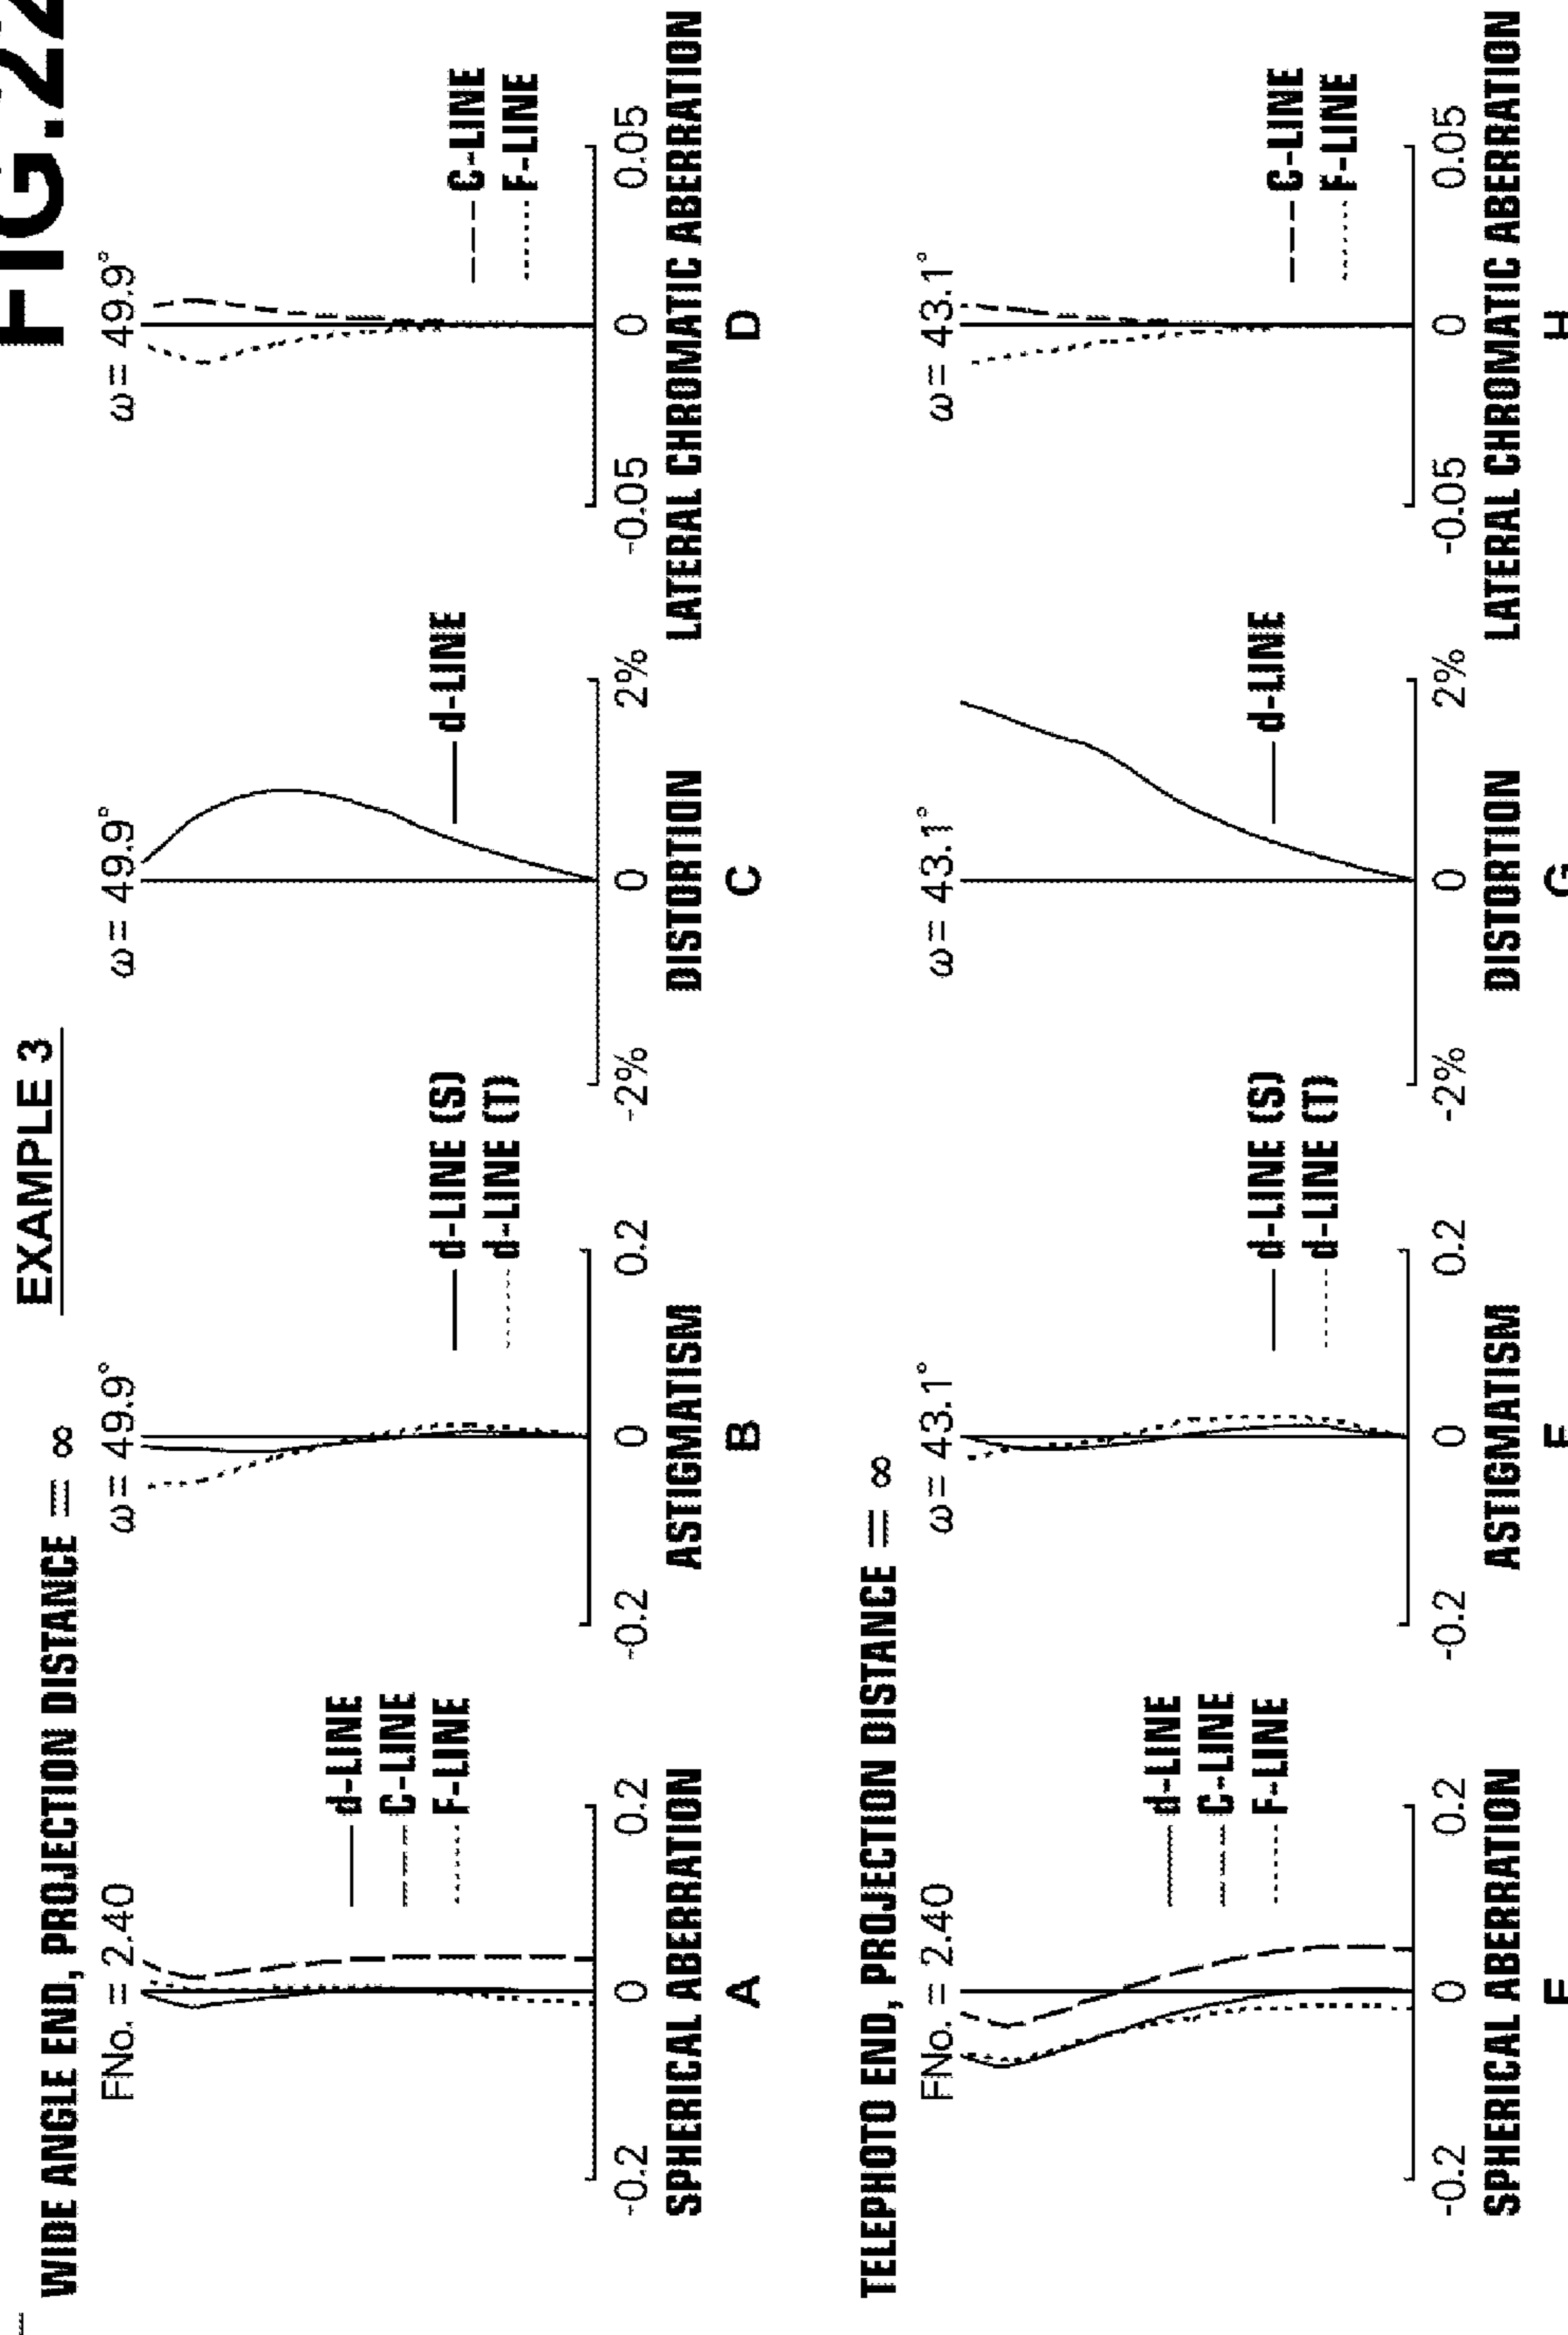 FIG.22
EXAMPLE 3
WIDE ANGLE END, PROJECTION DISTANCE = ∞
FNo. = 2.40
d-LINE
C-LINE
F-LINE
-0.2 0 0.2
SPHERICAL ABERRATION
A
ω= 49.9°
d-LINE (S)
d-LINE (T)
-0.2 0 0.2
ASTIGMATISM
B
ω= 49.9°
d-LINE
-2% 0 2%
DISTORTION
C
ω= 49.9°
C-LINE
F-LINE
-0.05 0 0.05
LATERAL CHROMATIC ABERRATION
D
TELEPHOTO END, PROJECTION DISTANCE = ∞
FNo. = 2.40
d-LINE
C-LINE
F-LINE
-0.2 0 0.2
SPHERICAL ABERRATION
ω= 43.1°
d-LINE (S)
d-LINE (T)
-0.2 0 0.2
ASTIGMATISM
ω= 43.1°
d-LINE
-2% 0 2%
DISTORTION
G
ω= 43.1°
C-LINE
F-LINE
-0.05 0 0.05
LATERAL CHROMATIC ABERRATION
H